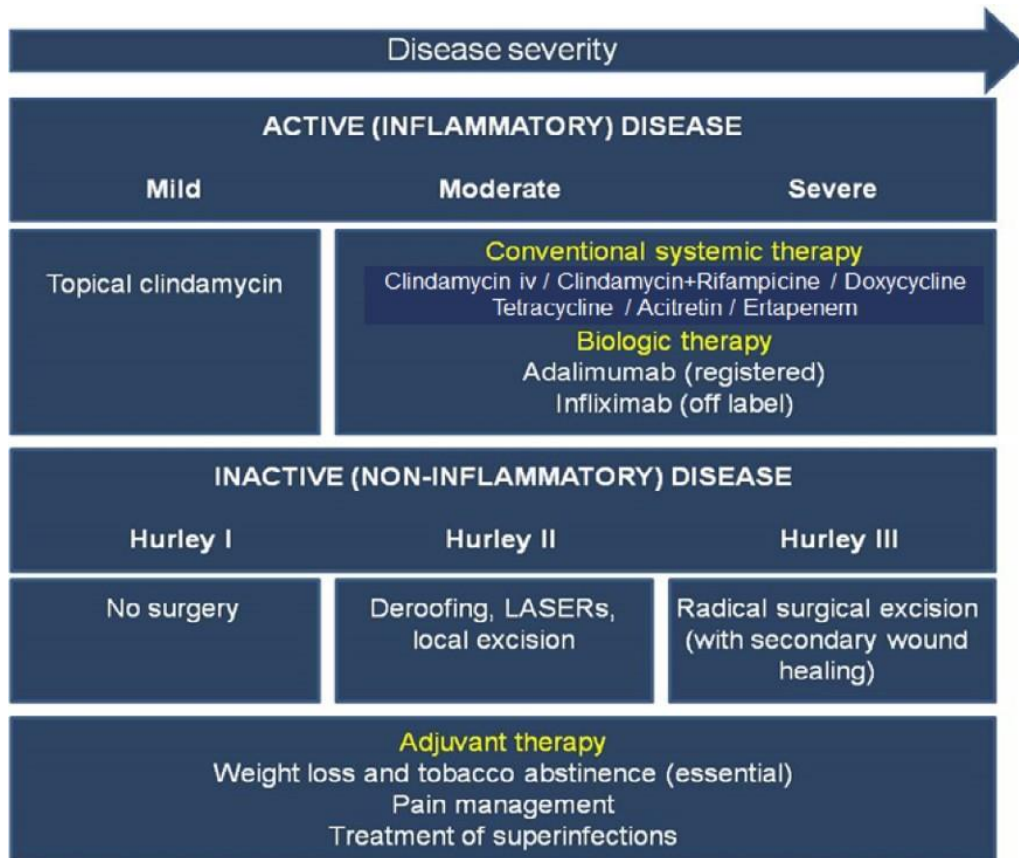 Disease severity
ACTIVE (INFLAMMATORY) DISEASE
Mild
Moderate
Severe
Topical clindamycin
Conventional systemic therapy
Clindamycin iv / Clindamycin+Rifampicine / Doxycycline
Tetracycline / Acitretin / Ertapenem
Biologic therapy
Adalimumab (registered)
Infliximab (off label)
INACTIVE (NON-INFLAMMATORY) DISEASE
Hurley I
Hurley II
Hurley III
No surgery
Deroofing, LASERs,
local excision
Radical surgical excision
(with secondary wound
healing)
Adjuvant therapy
Weight loss and tobacco abstinence (essential)
Pain management
Treatment of superinfections